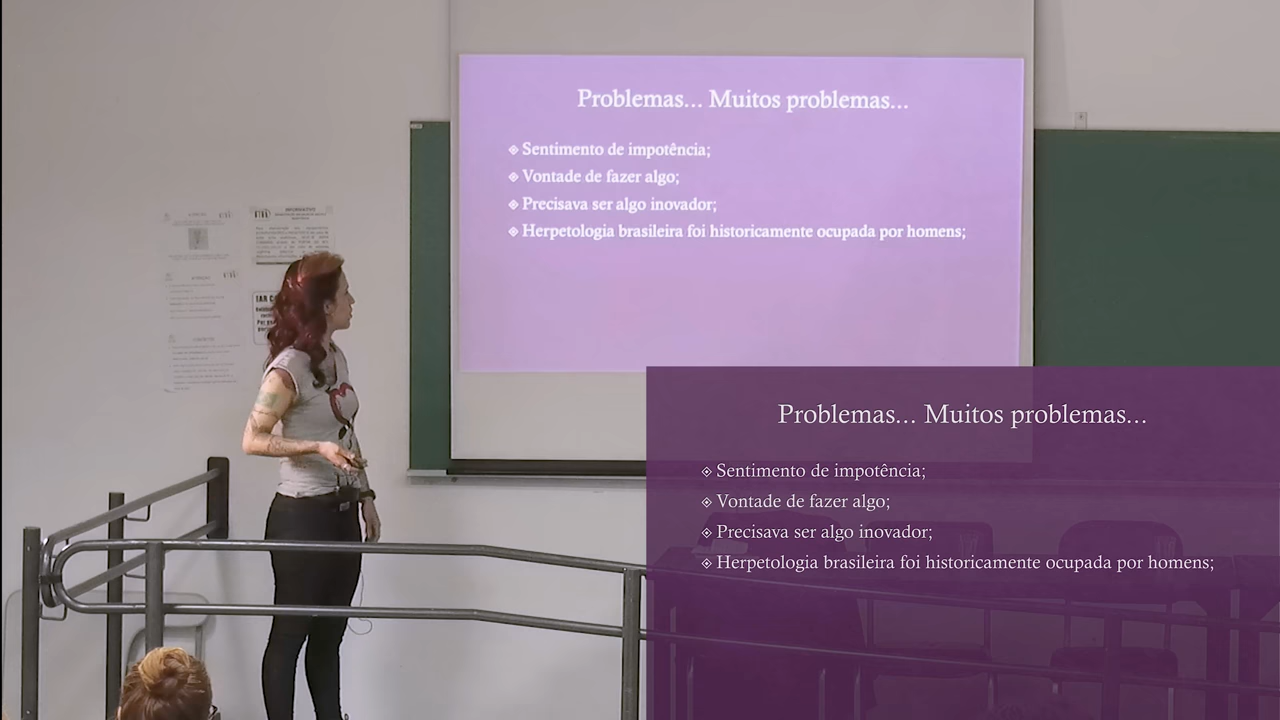 Problemas... Muitos problemas...
Sentimento de impotência;
Vontade de fazer algo;
Precisava ser algo inovador;
Herpetologia brasileira foi historicamente ocupada por homens;
INFORMATIVO
IAR
Problemas... Muitos problemas...
Sentimento de impotência;
Vontade de fazer algo;
Precisava ser algo inovador;
Herpetologia brasileira foi historicamente ocupada por homens;